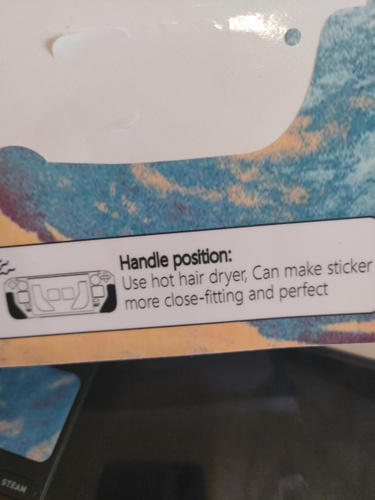 Handle position:
Use hot hair dryer, Can make sticker
more close-fitting and perfect
STEAM